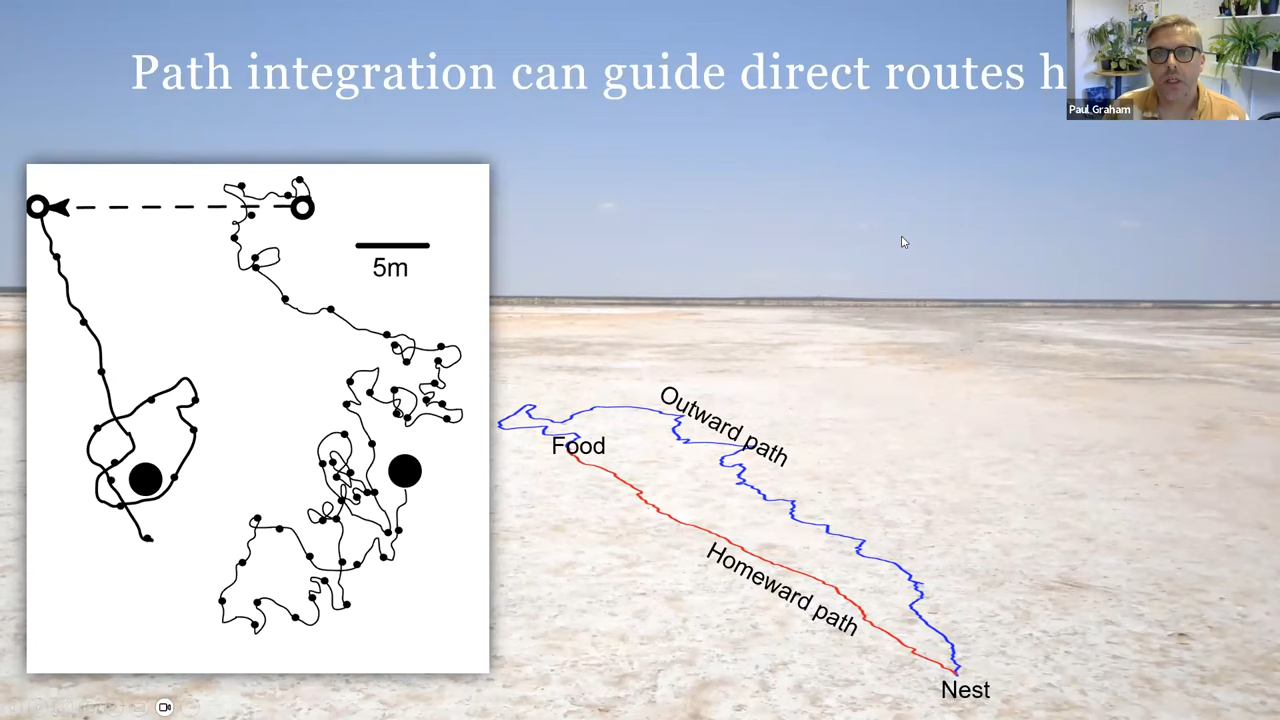 Path integration can guide direct routes h
Paul Graham
5m
Outward path
Food
Homeward path
Nest